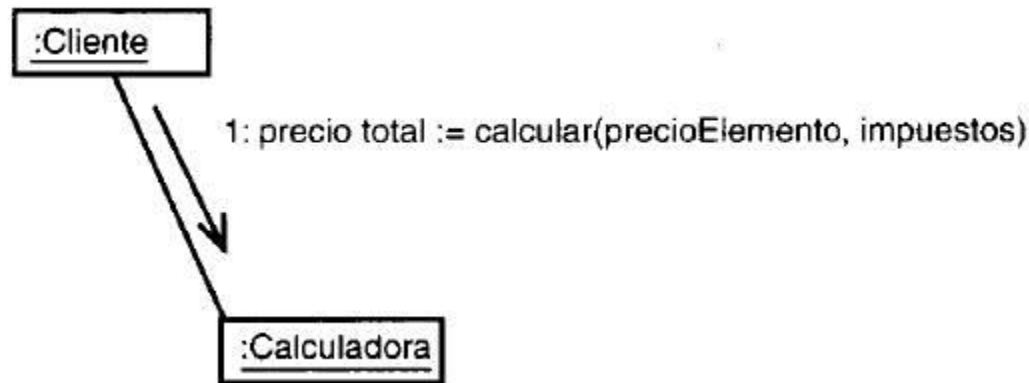 :Cliente
1: precio total := calcular(precioElemento, impuestos)
:Calculadora